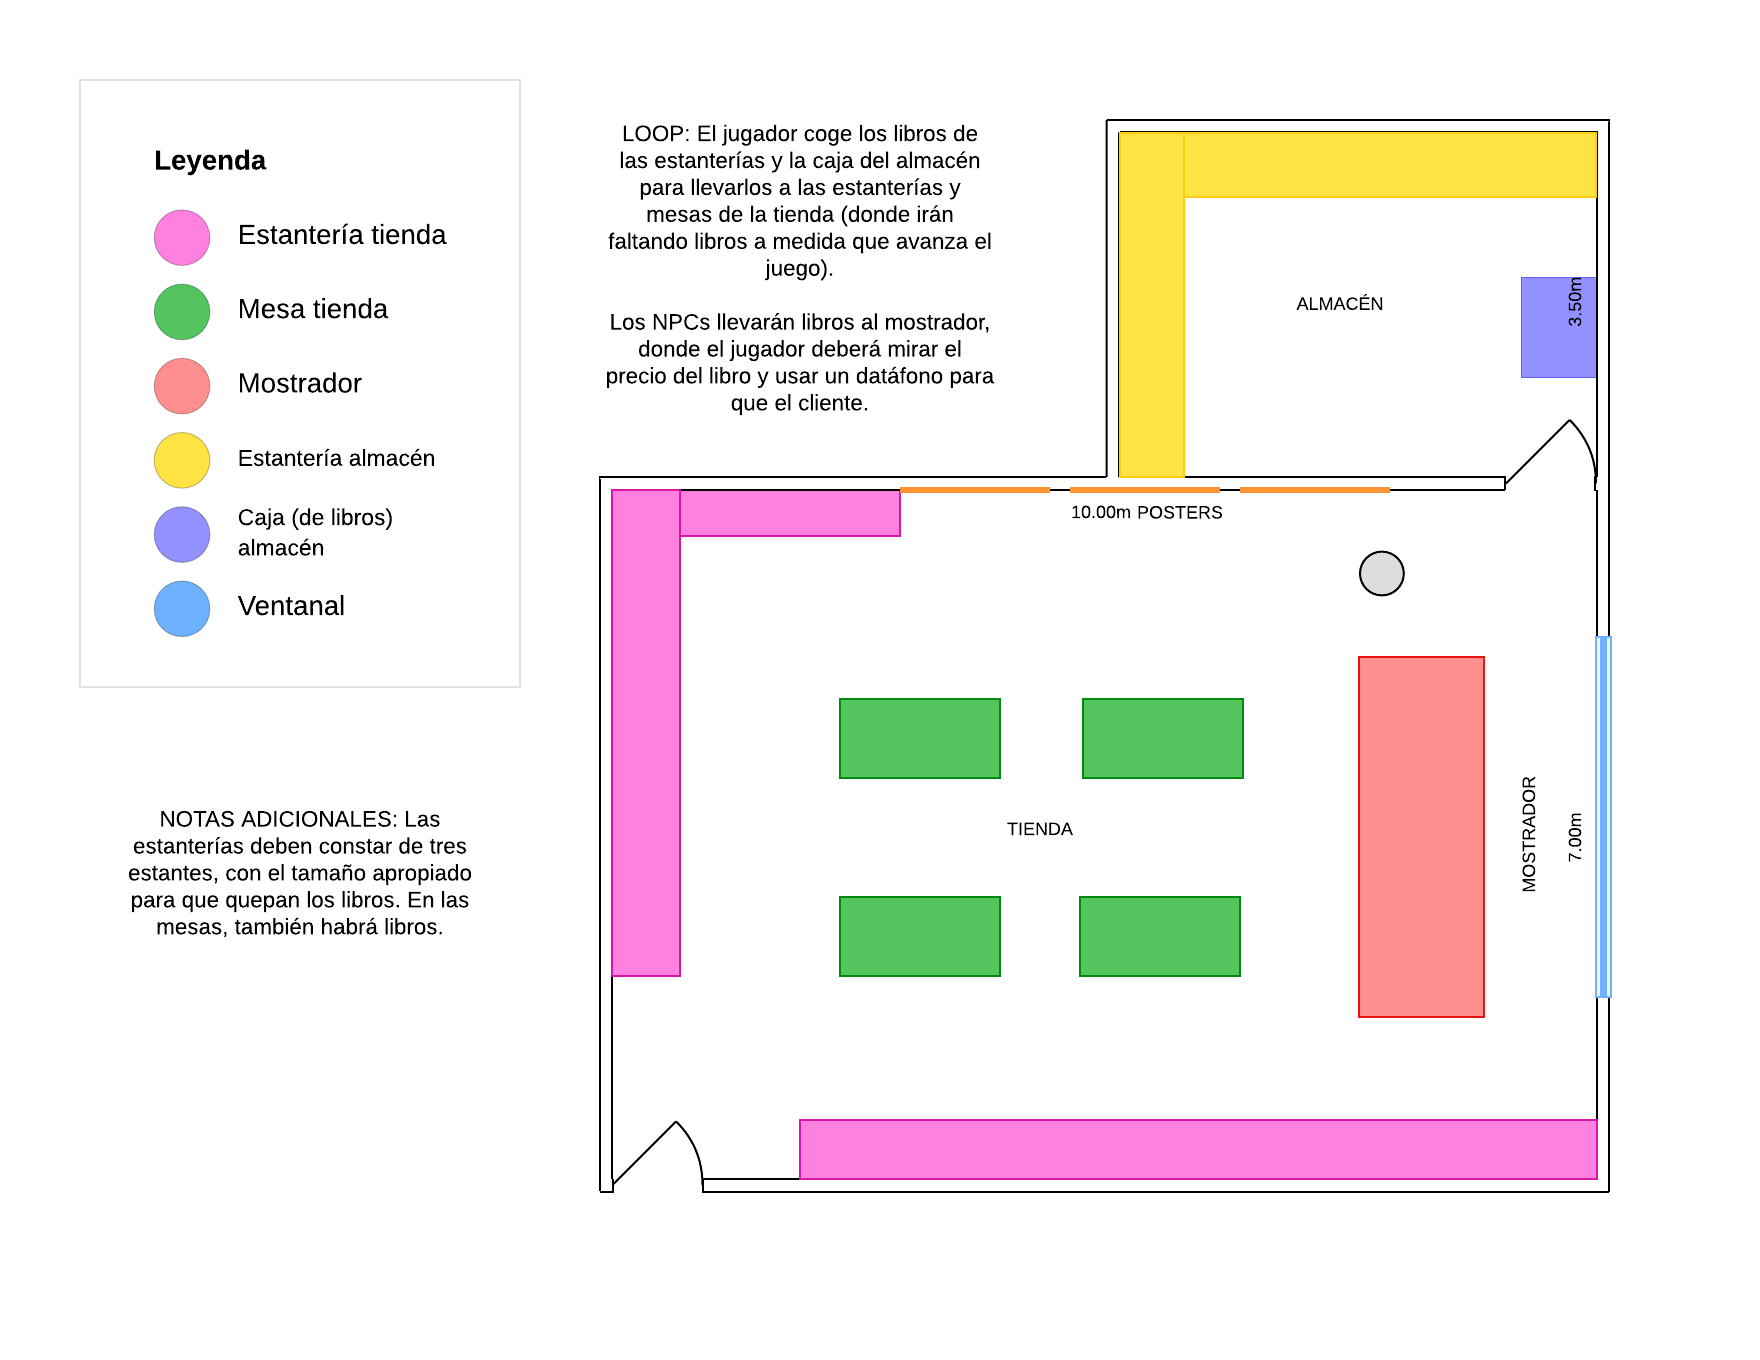 Leyenda
Estantería tienda
Mesa tienda
Mostrador
Estantería almacén
Caja (de libros)
almacén
Ventanal
NOTAS ADICIONALES: Las
estanterías deben constar de tres
estantes, con el tamaño apropiado
para que quepan los libros. En las
mesas, también habrá libros.
LOOP: El jugador coge los libros de
las estanterías y la caja del almacén
para llevarlos a las estanterías y
mesas de la tienda (donde irán
faltando libros a medida que avanza el
juego).
Los NPCs llevarán libros al mostrador,
donde el jugador deberá mirar el
precio del libro y usar un datáfono para
que el cliente.
ALMACÉN
3.50m
10.00m POSTERS
TIENDA
MOSTRADOR
7.00m